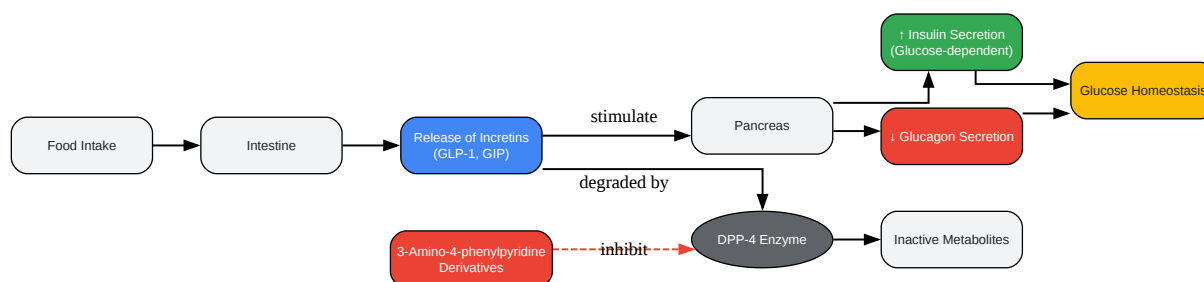 ↑ Insulin Secretion
(Glucose-dependent)
Glucose Homeostasis
stimulate
Pancreas
↓ Glucagon Secretion
Food Intake
Intestine
Release of Incretins
(GLP-1, GIP)
degraded by
3-Amino-4-phenylpyridine
Derivatives
inhibit
DPP-4 Enzyme
Inactive Metabolites